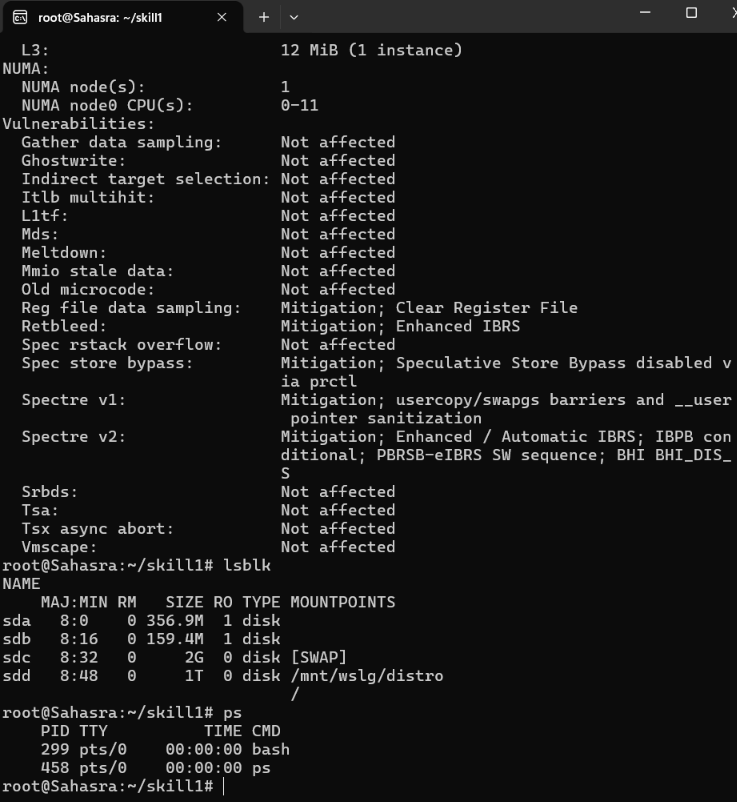 root@Sahasra: ~/skill1
L3: 12 MiB (1 instance)
NUMA:
NUMA node(s): 1
NUMA node0 CPU(s): 0-11
Vulnerabilities:
Gather data sampling: Not affected
Ghostwrite: Not affected
Indirect target selection: Not affected
Itlb multihit: Not affected
L1tf: Not affected
Mds: Not affected
Meltdown: Not affected
Mmio stale data: Not affected
Old microcode: Not affected
Reg file data sampling: Mitigation; Clear Register File
Retbleed: Mitigation; Enhanced IBRS
Spec rstack overflow: Not affected
Spec store bypass: Mitigation; Speculative Store Bypass disabled v
ia prctl
Spectre v1: Mitigation; usercopy/swapgs barriers and __user
pointer sanitization
Spectre v2: Mitigation; Enhanced / Automatic IBRS; IBPB con
ditional; PBRSB-eIBRS SW sequence; BHI BHI_DIS_
S
Srbds: Not affected
Tsa: Not affected
Tsx async abort: Not affected
Vmscape: Not affected
root@Sahasra:~/skill1# lsblk
NAME
MAJ:MIN RM SIZE RO TYPE MOUNTPOINTS
sda 8:0 0 356.9M 1 disk
sdb 8:16 0 159.4M 1 disk
sdc 8:32 0 2G 0 disk [SWAP]
sdd 8:48 0 1T 0 disk /mnt/wslg/distro
/
root@Sahasra:~/skill1# ps
PID TTY TIME CMD
299 pts/0 00:00:00 bash
458 pts/0 00:00:00 ps
root@Sahasra:~/skill1#